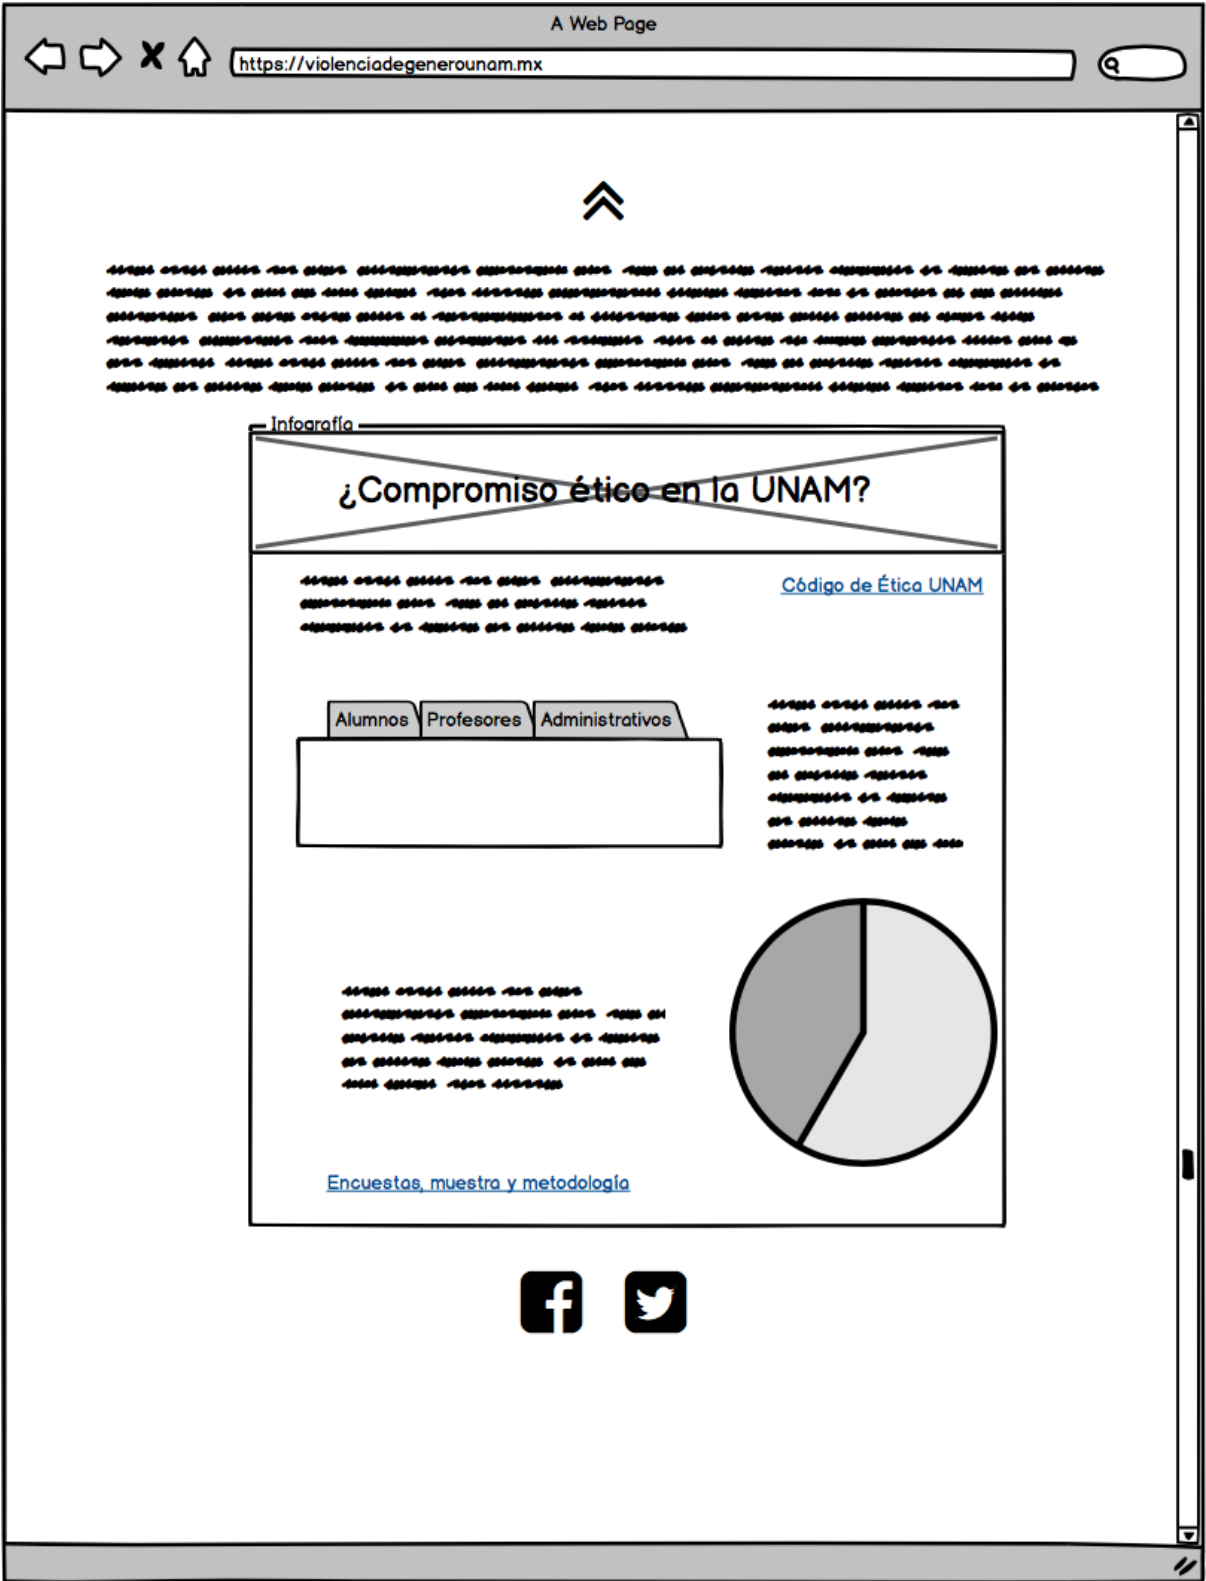 A Web Page
https://violenciadegenerounam.mx
Infografía
¿Compromiso ético en la UNAM?
Código de Ética UNAM
Alumnos Profesores Administrativos
Encuestas, muestra y metodología